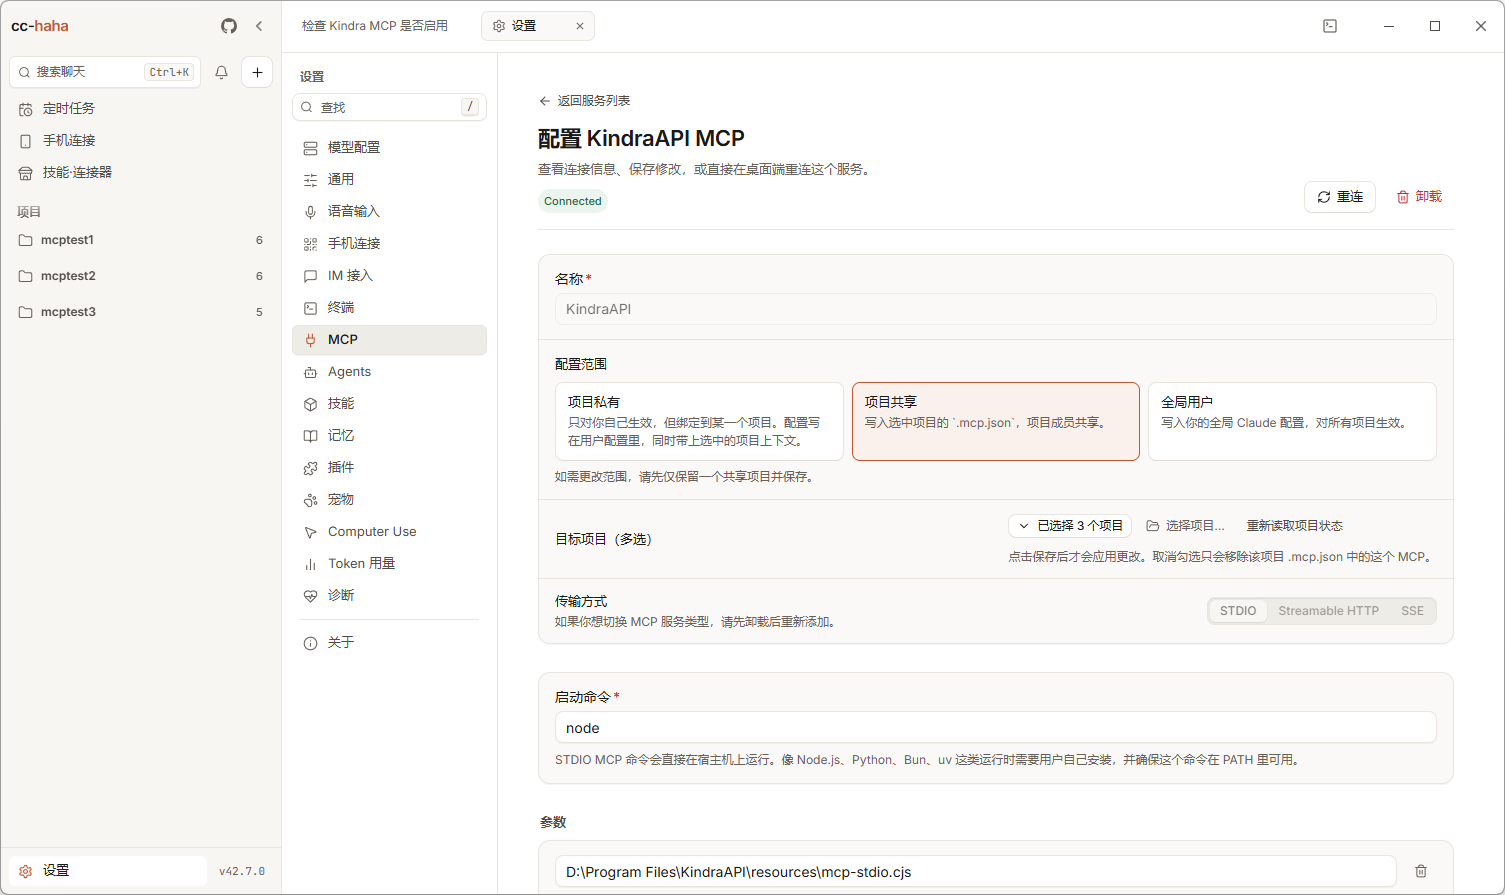 cc-haha
检查 Kindra MCP 是否启用
设置
搜索聊天
Ctrl+K
定时任务
手机连接
技能·连接器
项目
mcptest1
6
mcptest2
6
mcptest3
5
设置
v42.7.0
设置
查找
/
模型配置
通用
语音输入
手机连接
IM 接入
终端
MCP
Agents
技能
记忆
插件
宠物
Computer Use
Token 用量
诊断
关于
返回服务列表
配置 KindraAPI MCP
查看连接信息、保存修改，或直接在桌面端重连这个服务。
Connected
重连
卸载
名称*
KindraAPI
配置范围
项目私有
只对你自己生效，但绑定到某一个项目。配置写
在用户配置里，同时带上选中的项目上下文。
项目共享
写入选中项目的 `.mcp.json`，项目成员共享。
全局用户
写入你的全局 Claude 配置，对所有项目生效。
如需更改范围，请先仅保留一个共享项目并保存。
目标项目（多选）
已选择 3 个项目
选择项目...
重新读取项目状态
点击保存后才会应用更改。取消勾选只会移除该项目 .mcp.json 中的这个 MCP。
传输方式
如果你想切换 MCP 服务类型，请先卸载后重新添加。
STDIO
Streamable HTTP
SSE
启动命令*
node
STDIO MCP 命令会直接在宿主机上运行。像 Node.js、Python、Bun、uv 这类运行时需要用户自己安装，并确保这个命令在 PATH 里可用。
参数
D:\Program Files\KindraAPI\resources\mcp-stdio.cjs